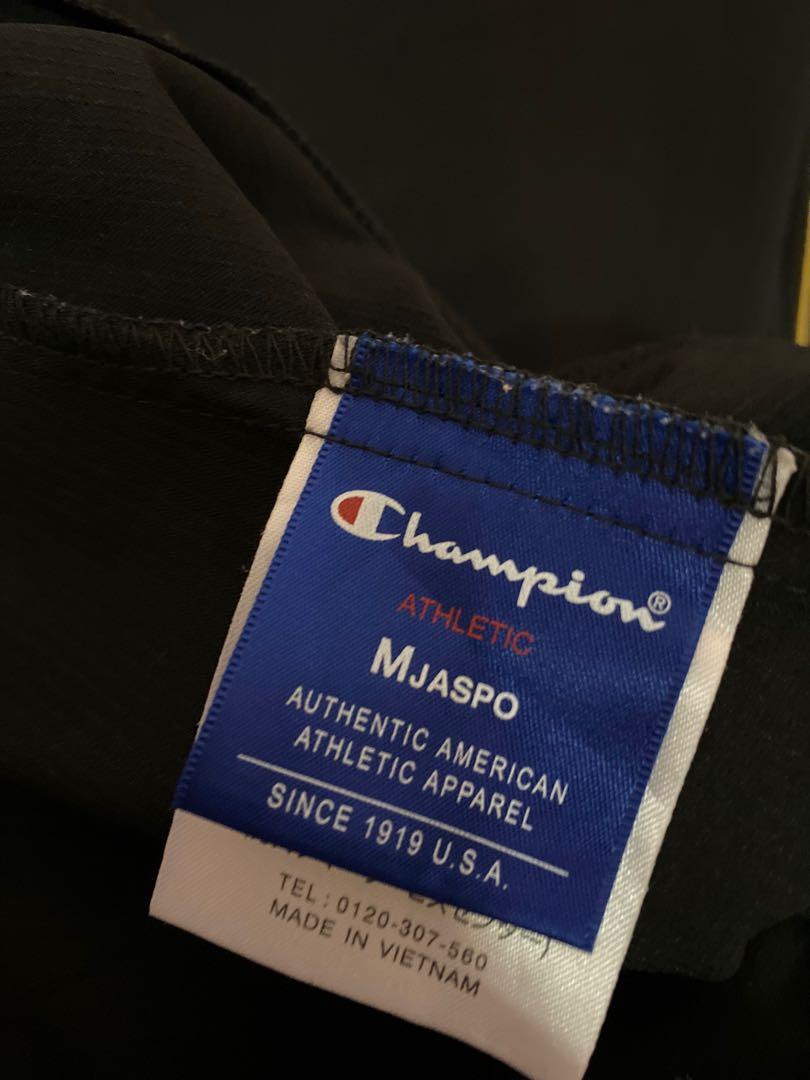 Champion®
ATHLETIC
MJASPO
AUTHENTIC AMERICAN
ATHLETIC APPAREL
SINCE 1919 U.S.A.
TEL:0120-307-560
MADE IN VIETNAM